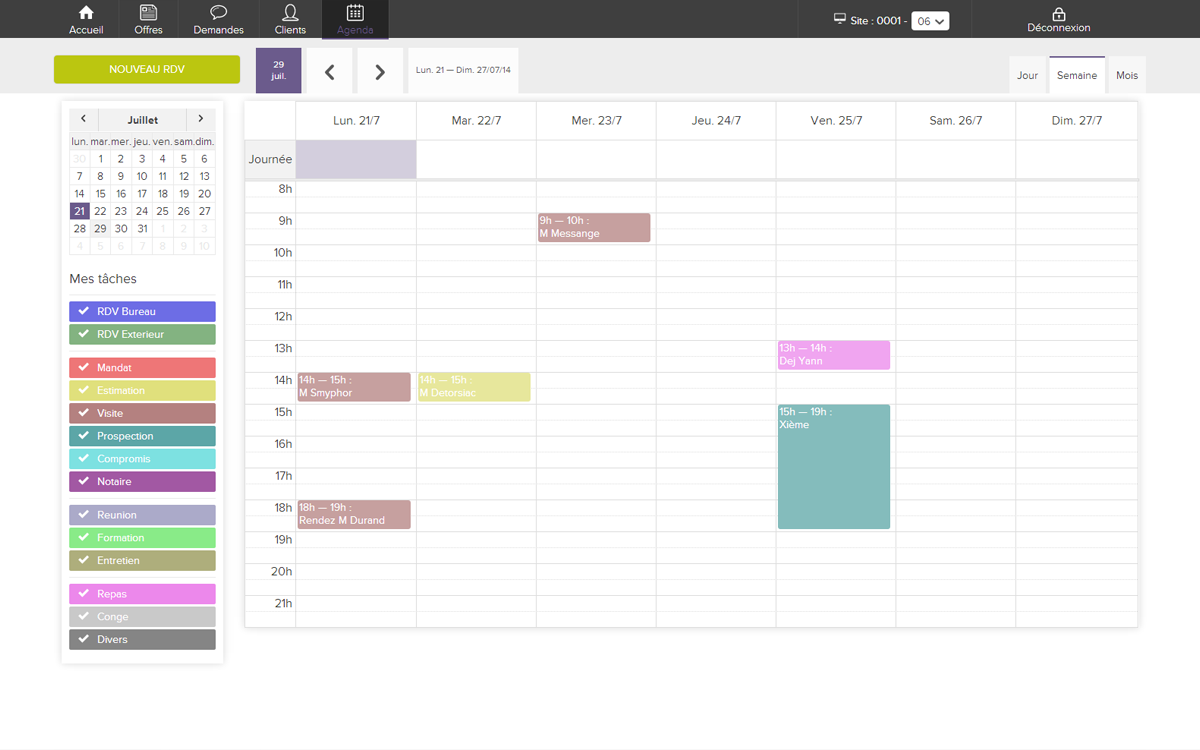 Accueil
Offres
Demandes
Clients
Agenda
Site : 0001 - 06
Déconnexion
NOUVEAU RDV
29
juil.
Lun. 21 — Dim. 27/07/14
Jour
Semaine
Mois
Juillet
lun. mar. mer. jeu. ven. sam. dim.
30 1 2 3 4 5 6
7 8 9 10 11 12 13
14 15 16 17 18 19 20
21 22 23 24 25 26 27
28 29 30 31 1 2 3
4 5 6 7 8 9 10
Mes tâches
RDV Bureau
RDV Exterieur
Mandat
Estimation
Visite
Prospection
Compromis
Notaire
Reunion
Formation
Entretien
Repas
Conge
Divers
Lun. 21/7
Mar. 22/7
Mer. 23/7
Jeu. 24/7
Ven. 25/7
Sam. 26/7
Dim. 27/7
Journée
8h
9h
9h — 10h :
M Messange
10h
11h
12h
13h
13h — 14h :
Dej Yann
14h
14h — 15h :
M Smyphor
14h — 15h :
M Detorsiac
15h
15h — 19h :
Xième
16h
17h
18h
18h — 19h :
Rendez M Durand
19h
20h
21h